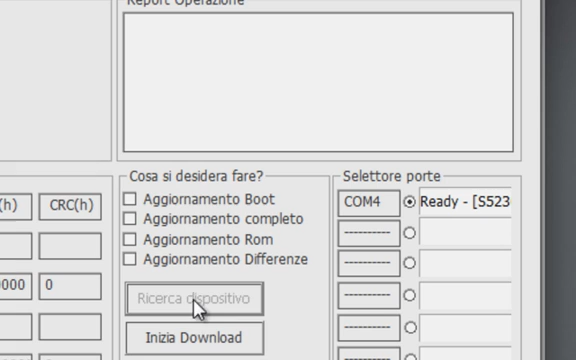 Report Operazione
Cosa si desidera fare?
Selettore porte
(h)
CRC(h)
Aggiornamento Boot
COM4
Ready - [S523
Aggiornamento completo
----------
Aggiornamento Rom
Aggiornamento Differenze
----------
0000
0
Ricerca dispositivo
----------
Inizia Download
----------